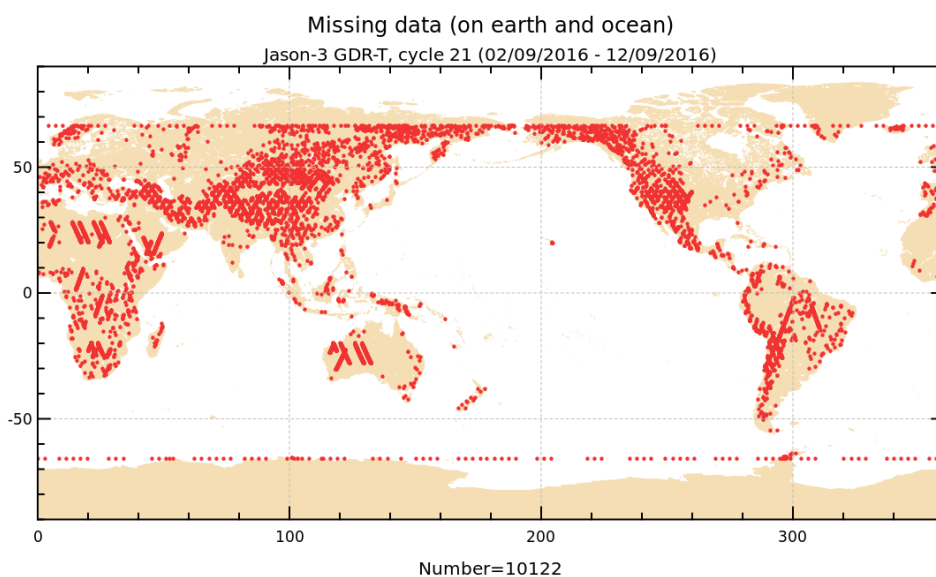 Missing data (on earth and ocean)
Jason-3 GDR-T, cycle 21 (02/09/2016 - 12/09/2016)
50
0
-50
0 100 200 300
Number=10122